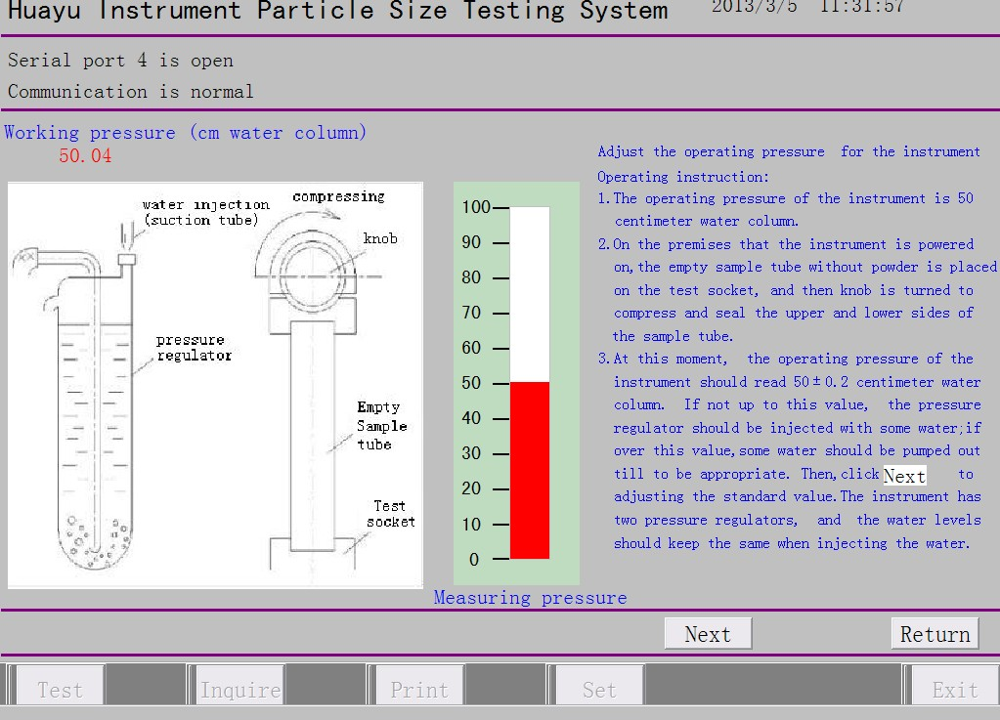 Huayu Instrument Particle Size Testing System 2013/3/5 11:31:57
Serial port 4 is open
Communication is normal
Working pressure (cm water column)
50.04
water injection
(suction tube)
compressing
knob
pressure
regulator
Empty
Sample
tube
Test
socket
100
90
80
70
60
50
40
30
20
10
0
Measuring pressure
Adjust the operating pressure for the instrument
Operating instruction:
1.The operating pressure of the instrument is 50
centimeter water column.
2.On the premises that the instrument is powered
on,the empty sample tube without powder is placed
on the test socket, and then knob is turned to
compress and seal the upper and lower sides of
the sample tube.
3.At this moment, the operating pressure of the
instrument should read 50±0.2 centimeter water
column. If not up to this value, the pressure
regulator should be injected with some water;if
over this value,some water should be pumped out
till to be appropriate. Then,click Next to
adjusting the standard value.The instrument has
two pressure regulators, and the water levels
should keep the same when injecting the water.
Next Return
Test Inquire Print Set Exit